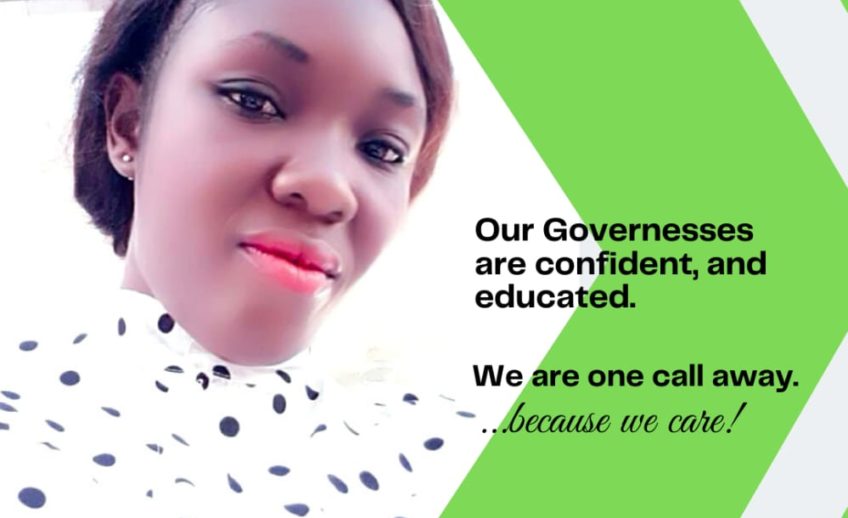 Our Governesses
are confident, and
educated.
We are one call away.
...because we care!